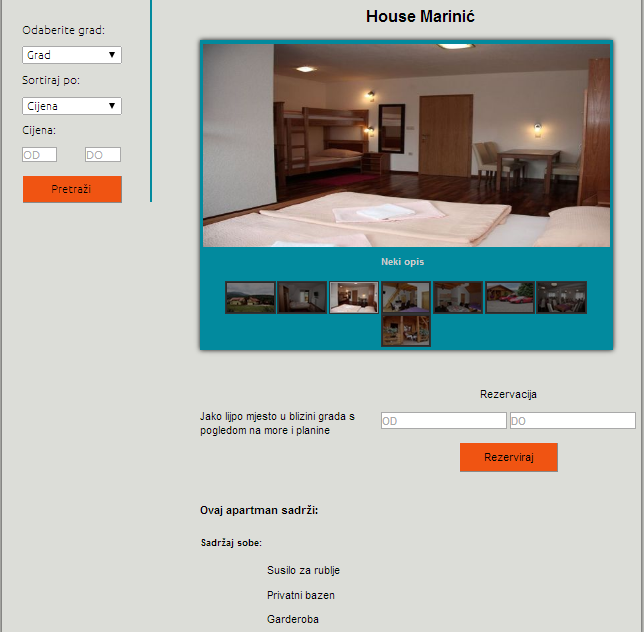 Odaberite grad:
Grad
Sortiraj po:
Cijena
Cijena:
OD DO
Pretraži
House Marinić
Neki opis
Rezervacija
Jako lijpo mjesto u blizini grada s
pogledom na more i planine
OD DO
Rezerviraj
Ovaj apartman sadrži:
Sadržaj sobe:
Susilo za rublje
Privatni bazen
Garderoba